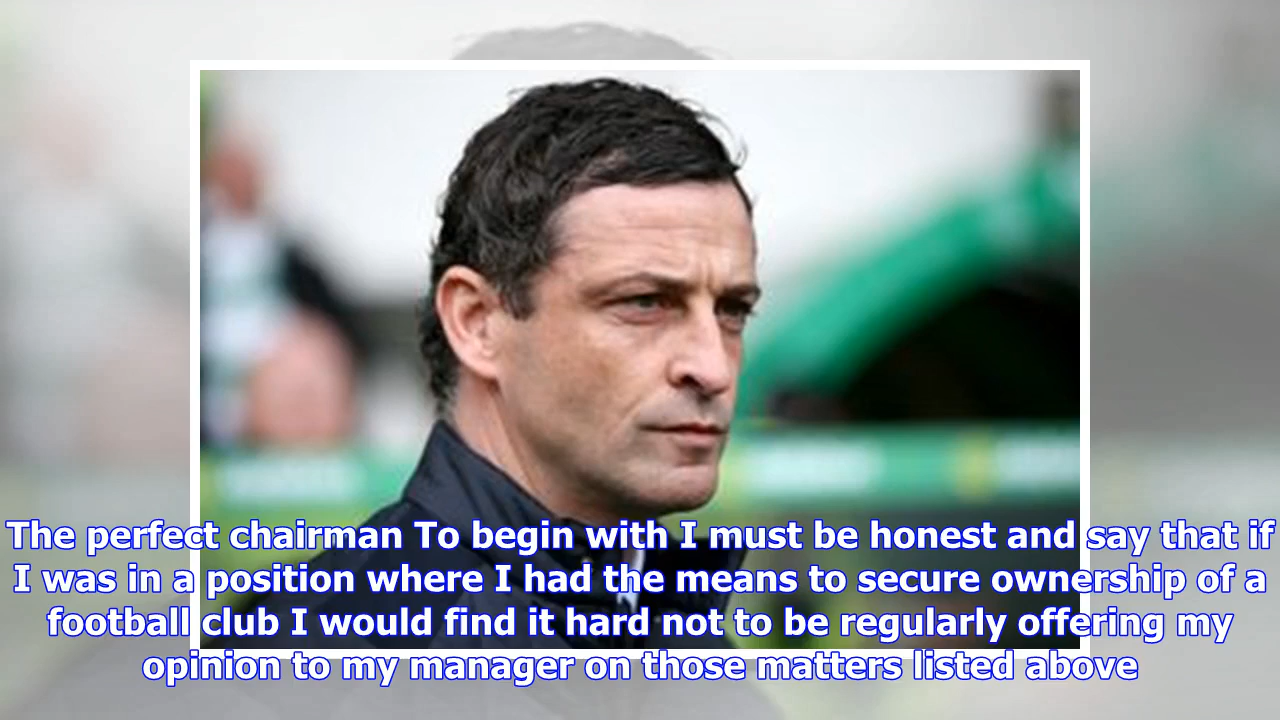 The perfect chairman To begin with I must be honest and say that if
I was in a position where I had the means to secure ownership of a
football club I would find it hard not to be regularly offering my
opinion to my manager on those matters listed above